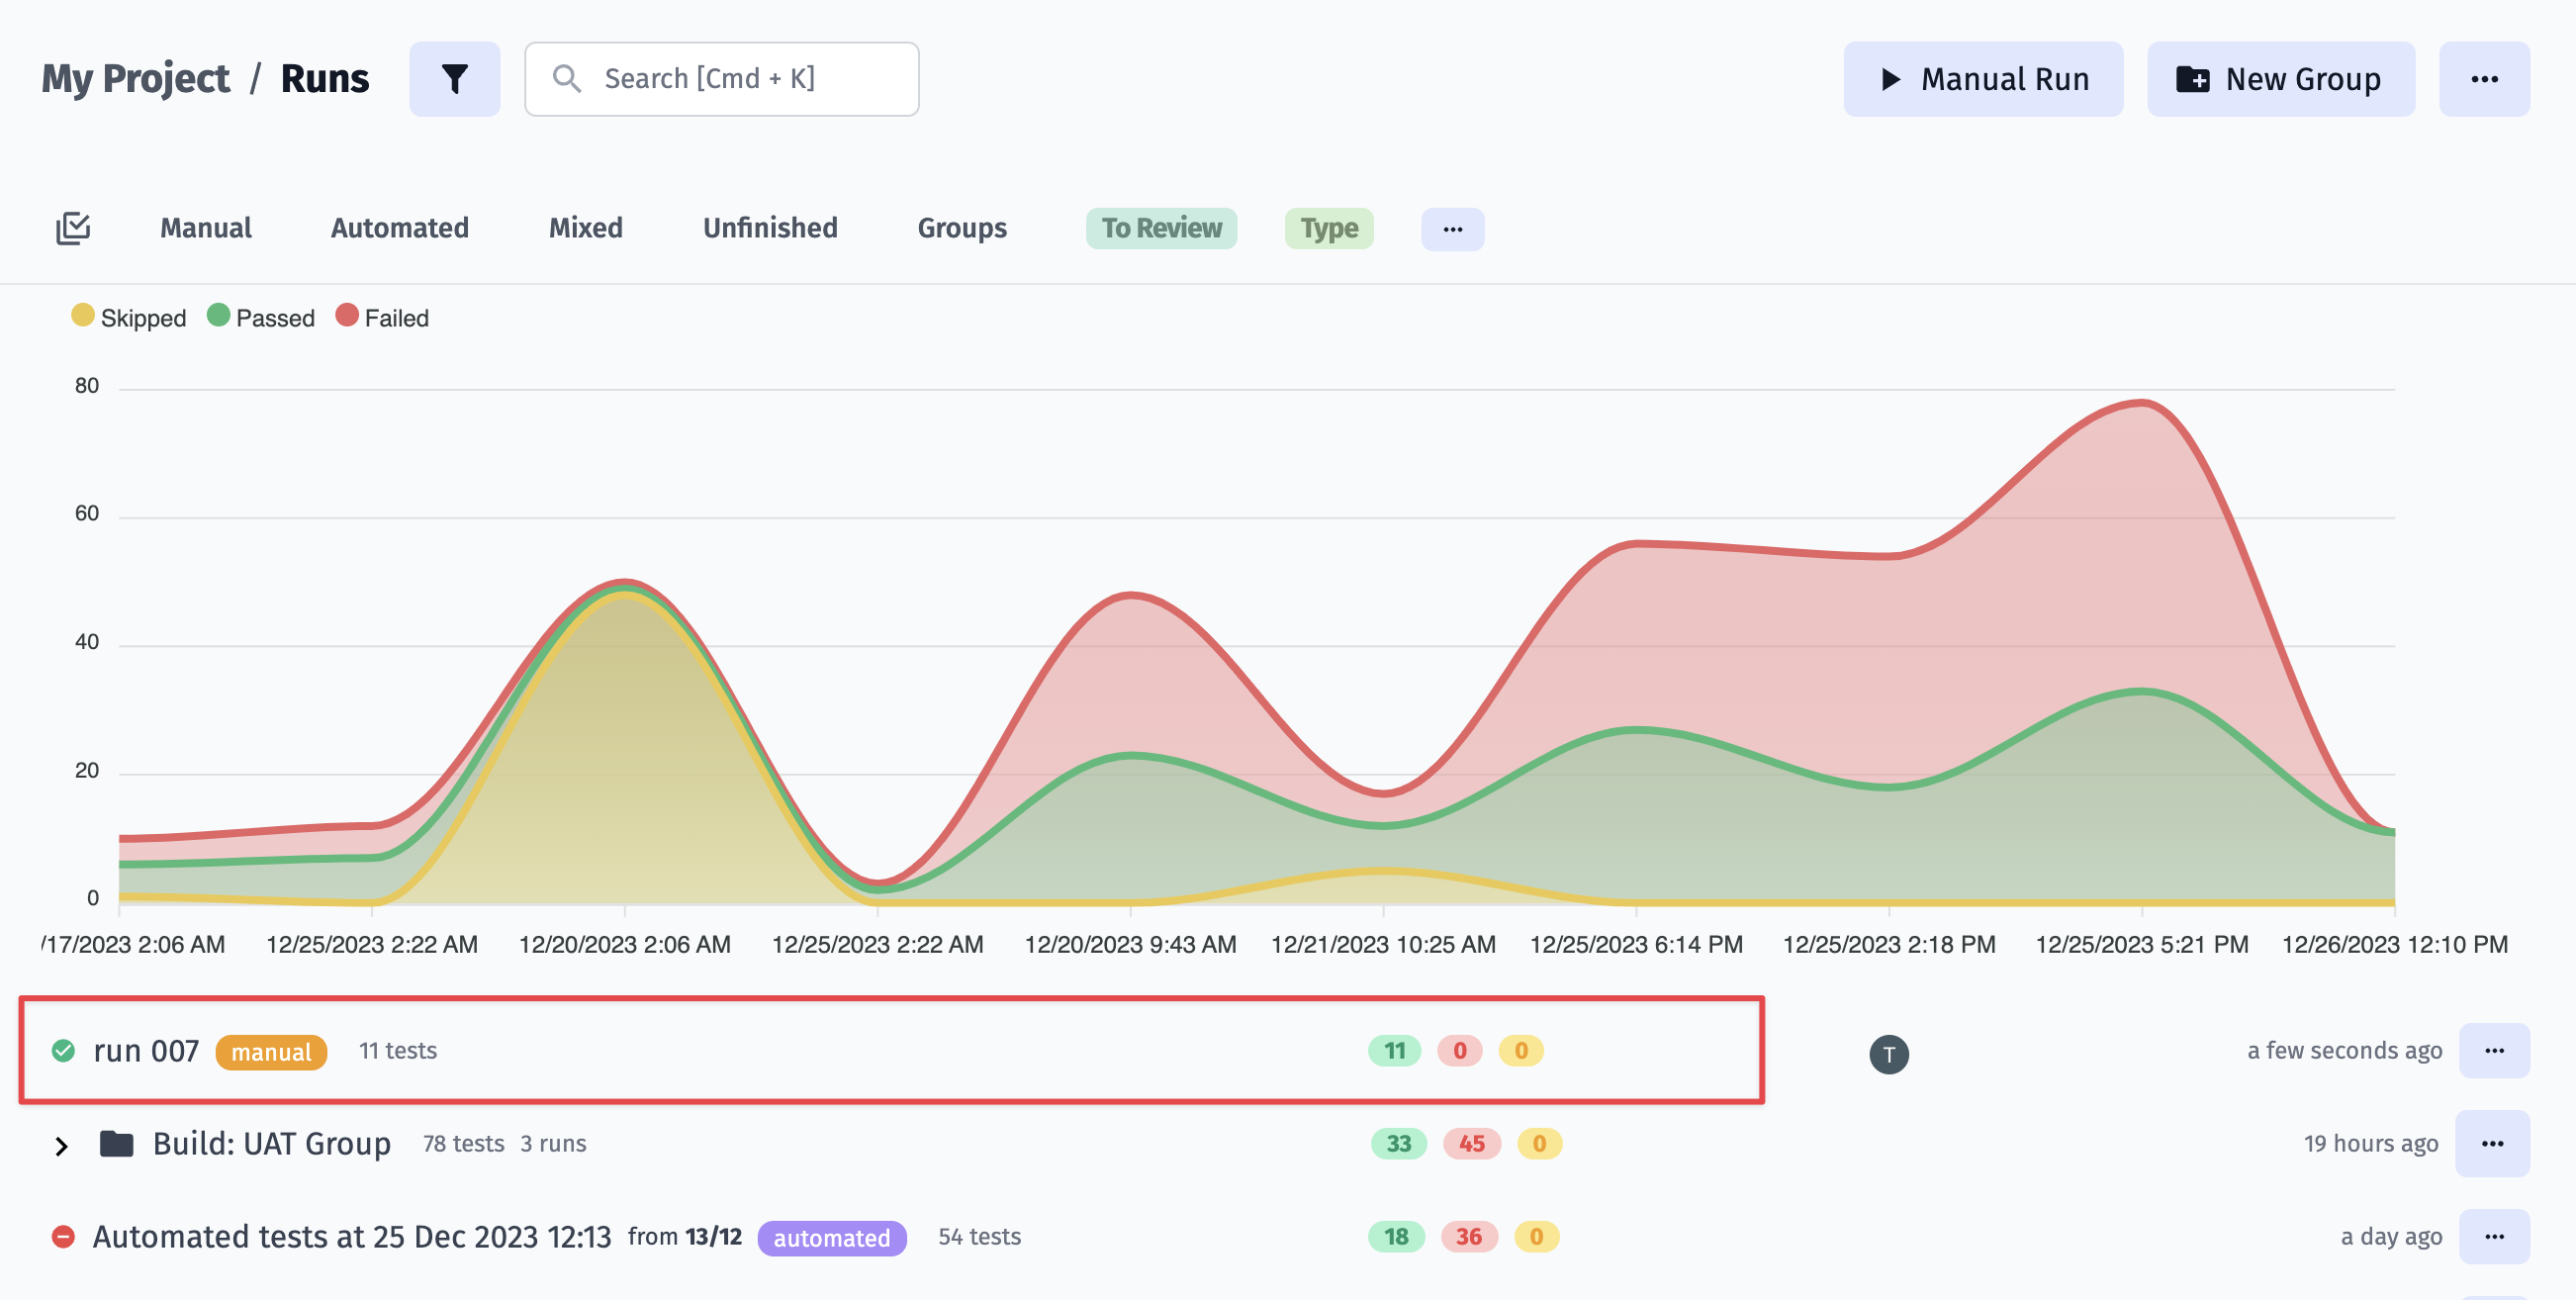 My Project / Runs
Search [Cmd + K]
Manual Run
New Group
...
Manual Automated Mixed Unfinished Groups To Review Type ...
Skipped Passed Failed
80
60
40
20
0
/17/2023 2:06 AM 12/25/2023 2:22 AM 12/20/2023 2:06 AM 12/25/2023 2:22 AM 12/20/2023 9:43 AM 12/21/2023 10:25 AM 12/25/2023 6:14 PM 12/25/2023 2:18 PM 12/25/2023 5:21 PM 12/26/2023 12:10 PM
run 007 manual 11 tests 11 0 0 T a few seconds ago ...
Build: UAT Group 78 tests 3 runs 33 45 0 19 hours ago ...
Automated tests at 25 Dec 2023 12:13 from 13/12 automated 54 tests 18 36 0 a day ago ...